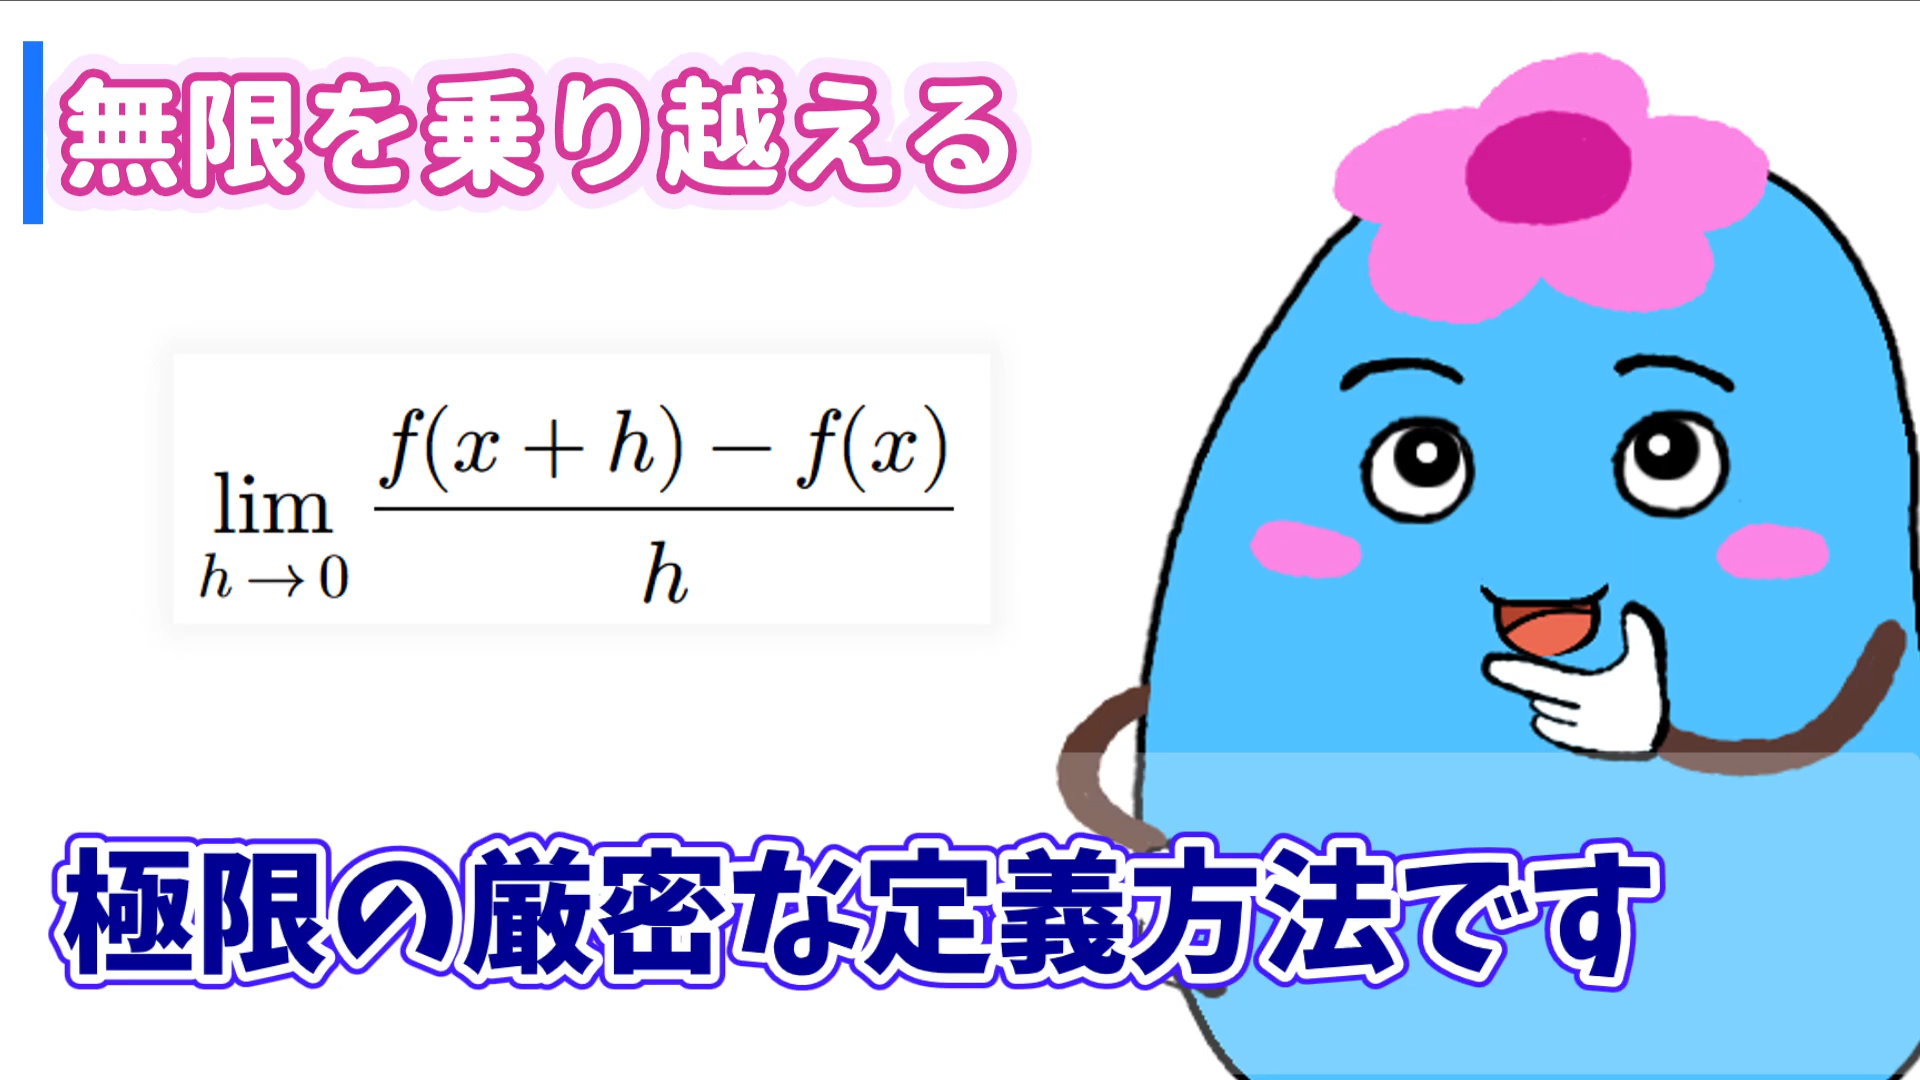 無限を乗り越える
lim h→0 f(x + h) − f(x) / h
極限の厳密な定義方法です